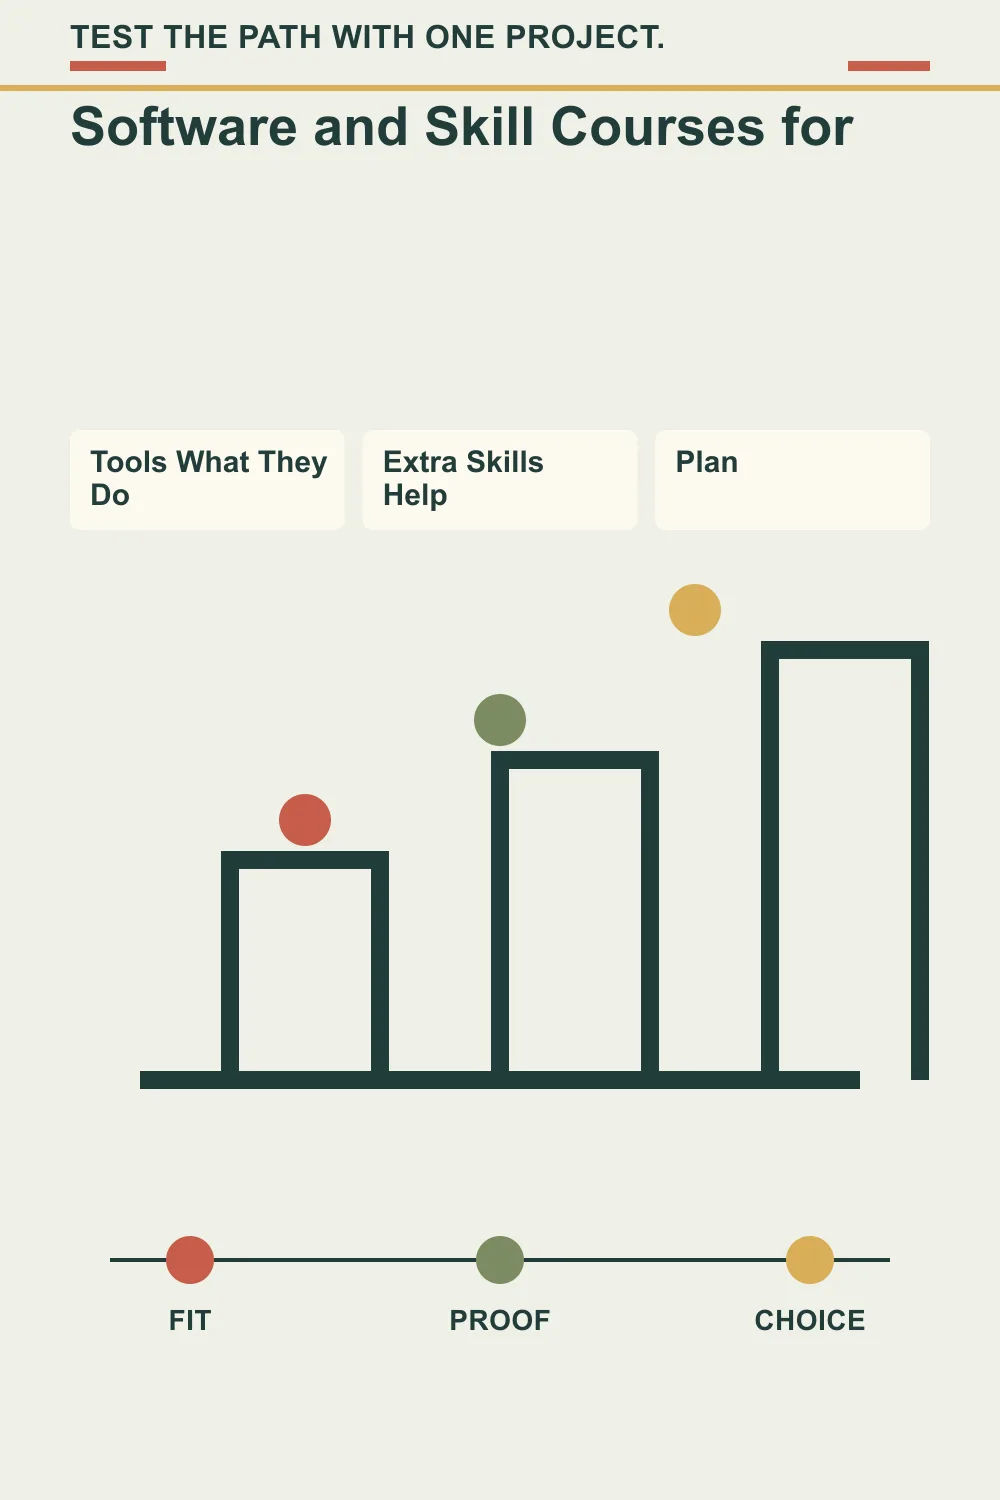 TEST THE PATH WITH ONE PROJECT.
Software and Skill Courses for
Tools What They
Do
Extra Skills
Help
Plan
FIT
PROOF
CHOICE